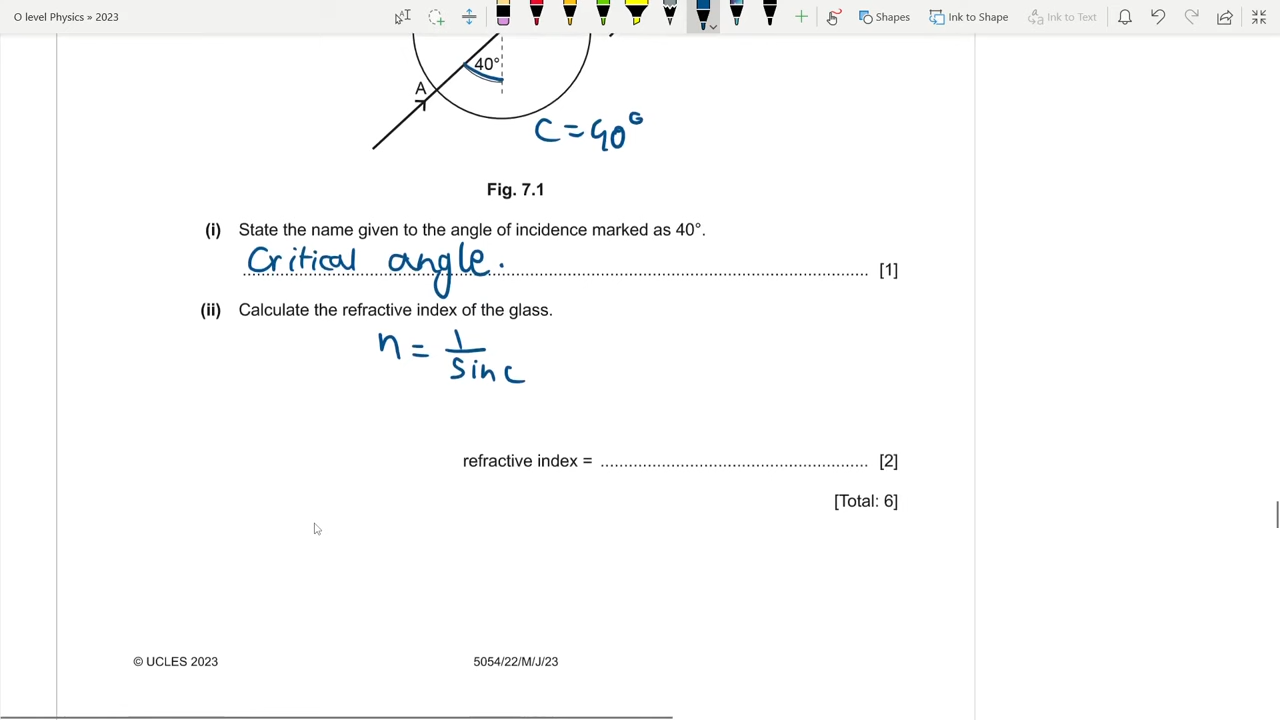 O level Physics » 2023
Shapes
Ink to Shape
Ink to Text
40°
A
C = 40°
Fig. 7.1
(i) State the name given to the angle of incidence marked as 40°.
Critical angle. [1]
(ii) Calculate the refractive index of the glass.
n = 1 / sin c
refractive index = ........................................................... [2]
[Total: 6]
© UCLES 2023
5054/22/M/J/23